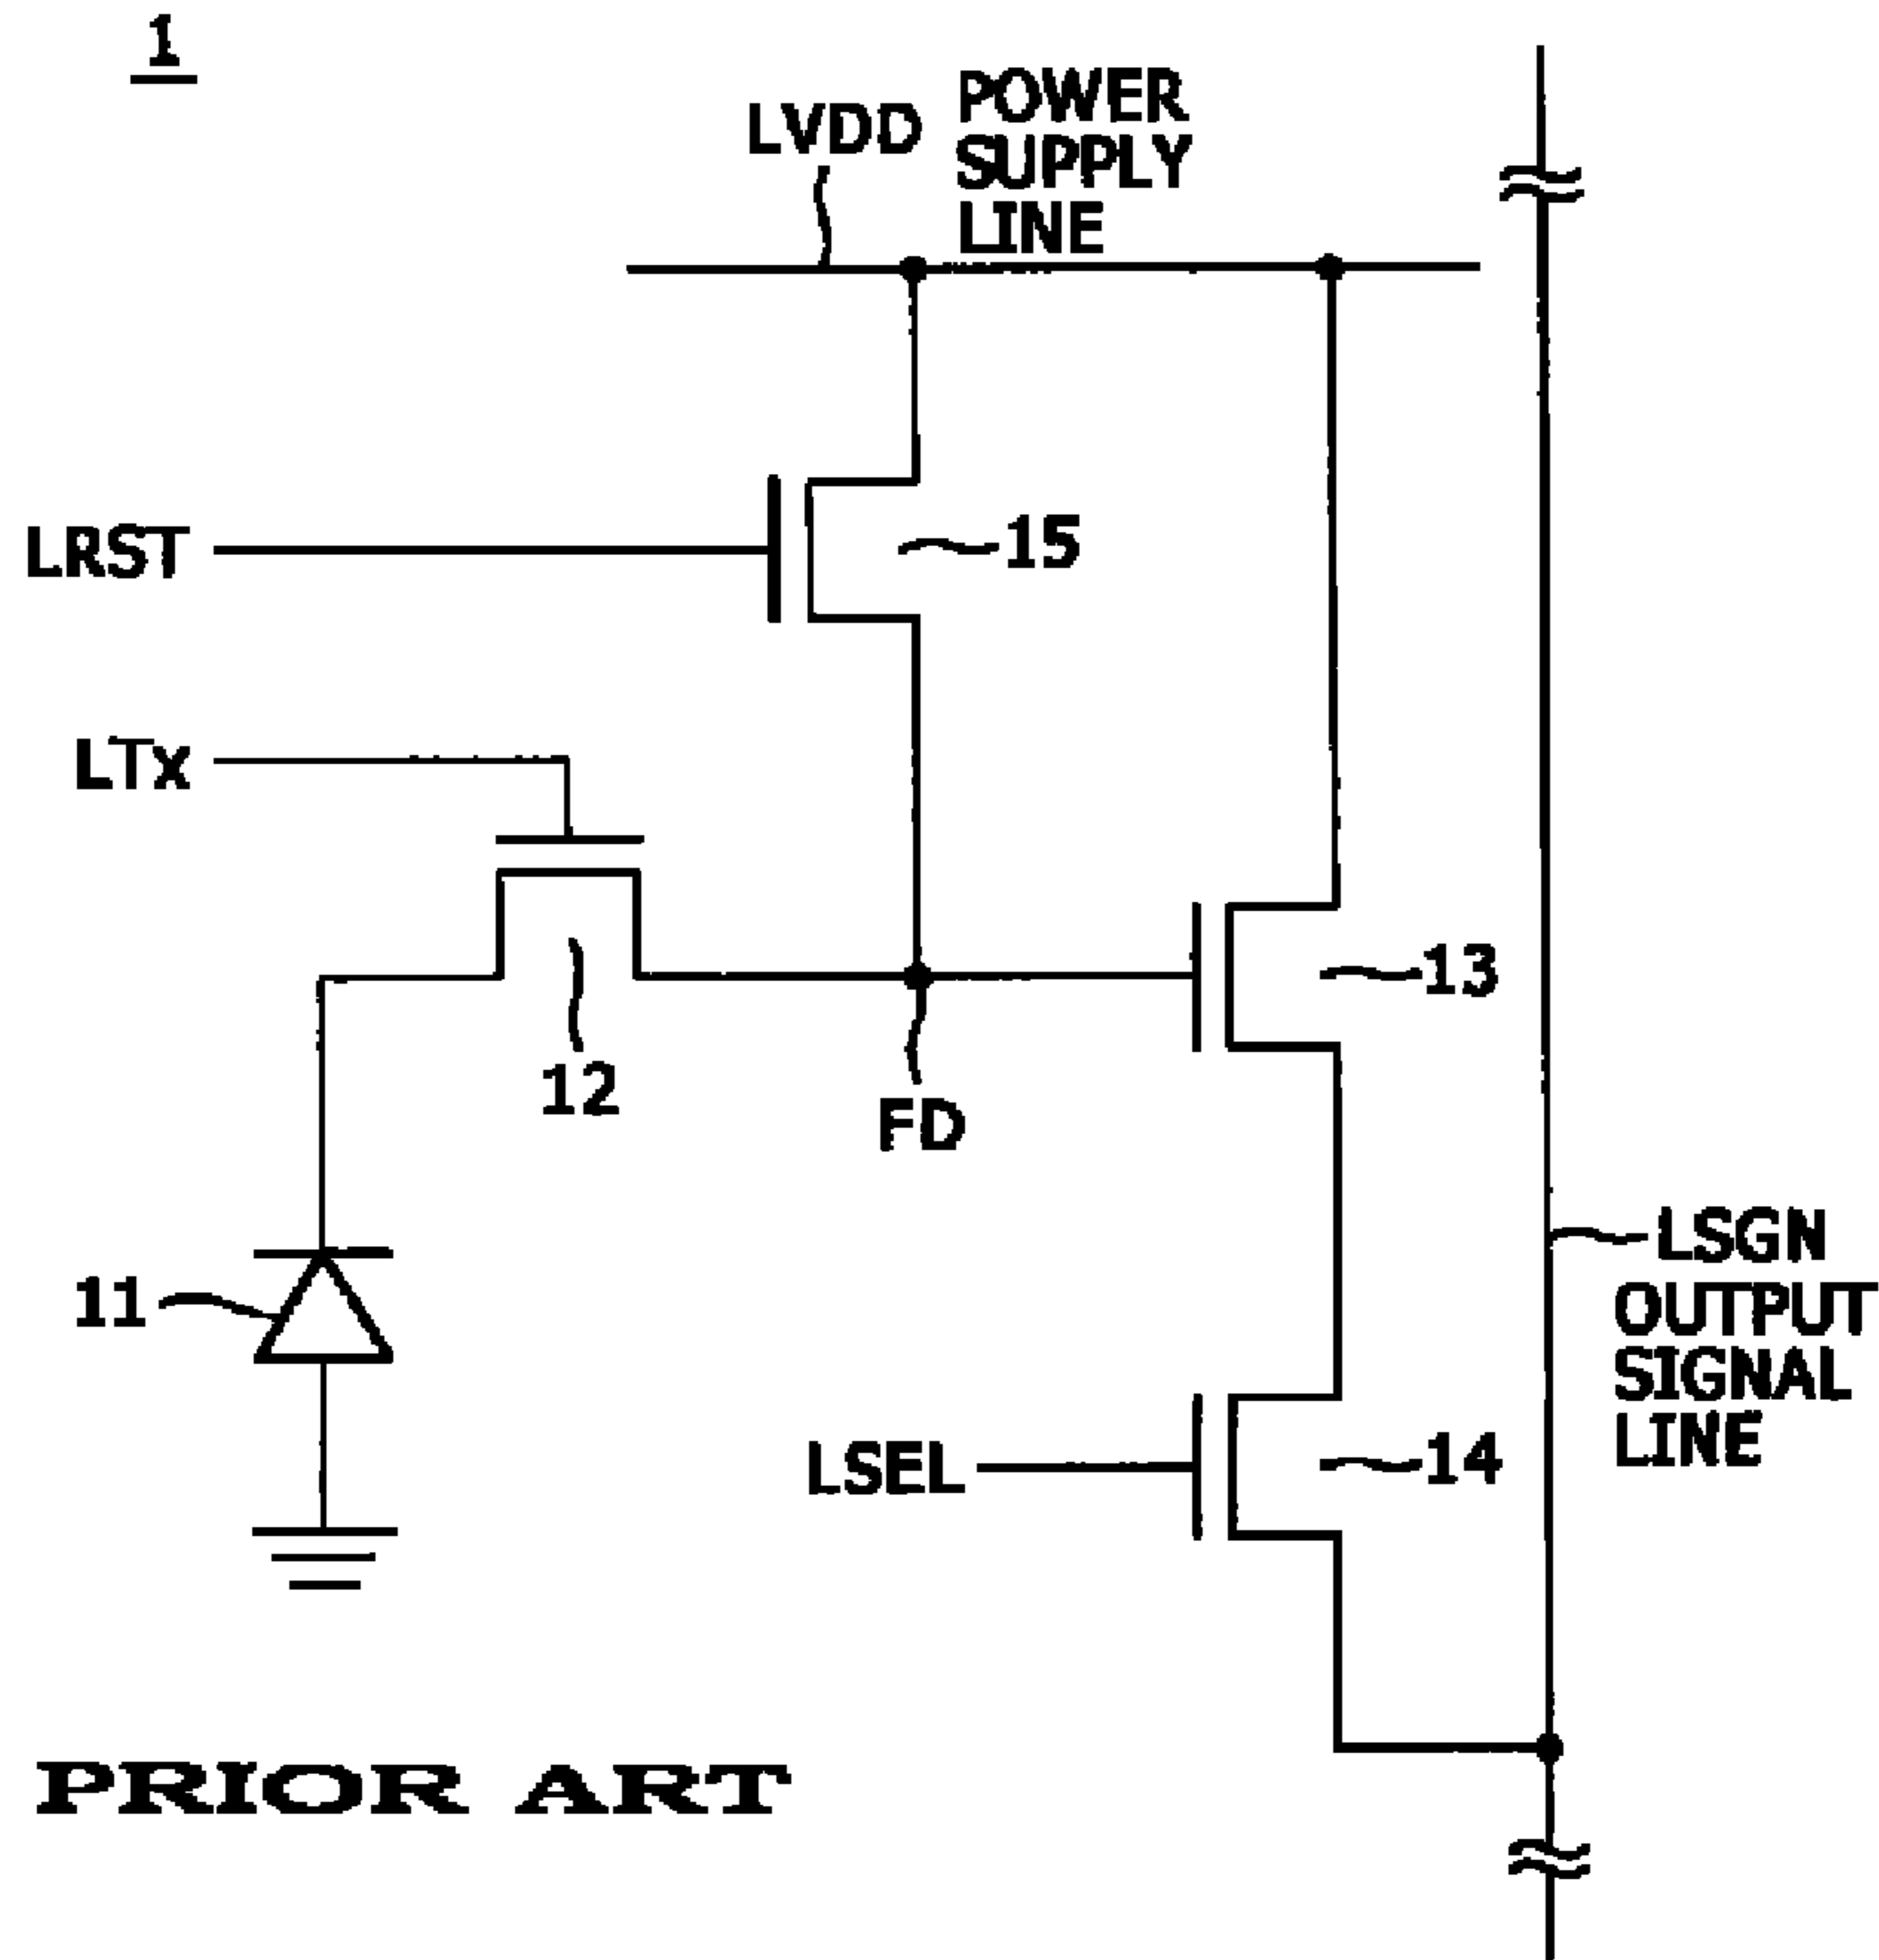 1
LVDD
POWER
SUPPLY
LINE
LRST
15
LTx
13
12
FD
11
LSGN
OUTPUT
SIGNAL
LINE
LSEL
14
PRIOR ART